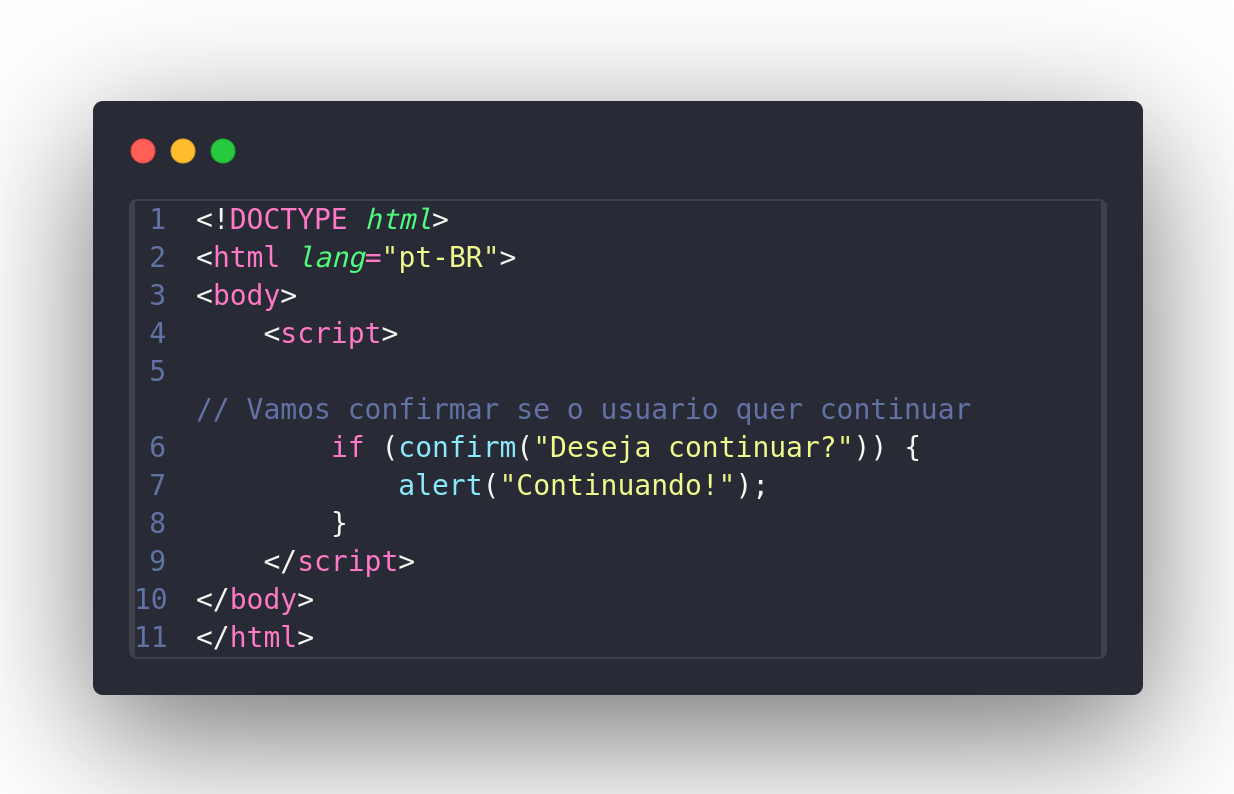 1 <!DOCTYPE html>
2 <html lang="pt-BR">
3 <body>
4     <script>
5
// Vamos confirmar se o usuario quer continuar
6         if (confirm("Deseja continuar?")) {
7             alert("Continuando!");
8         }
9     </script>
10 </body>
11 </html>